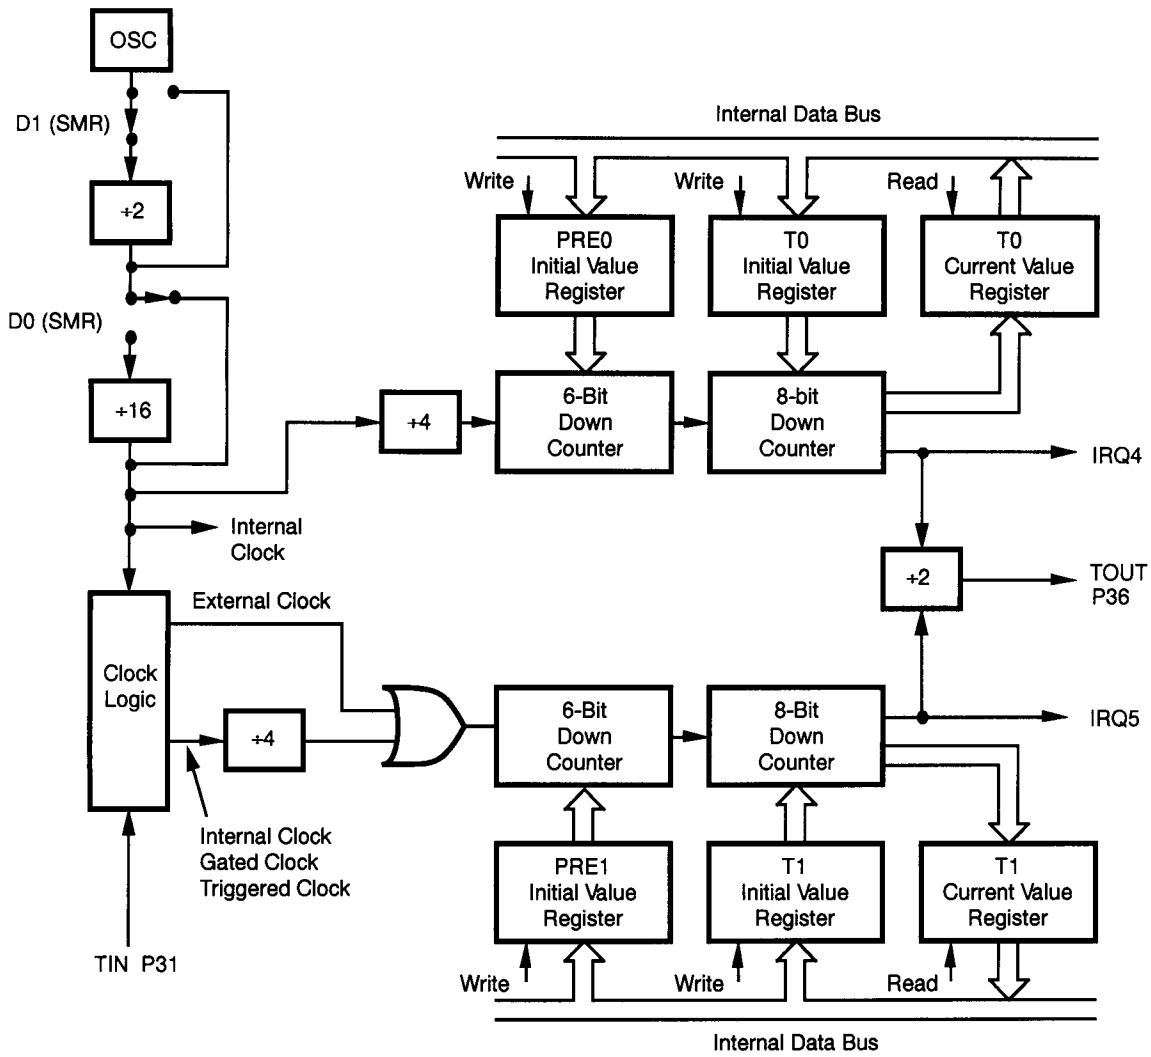 OSC
D1 (SMR)
÷2
D0 (SMR)
÷16
Internal Data Bus
Write
Write
Read
PRE0
Initial Value
Register
T0
Initial Value
Register
T0
Current Value
Register
÷4
6-Bit
Down
Counter
8-bit
Down
Counter
IRQ4
Internal
Clock
÷2
TOUT
P36
External Clock
Clock
Logic
÷4
6-Bit
Down
Counter
8-Bit
Down
Counter
IRQ5
Internal Clock
Gated Clock
Triggered Clock
PRE1
Initial Value
Register
T1
Initial Value
Register
T1
Current Value
Register
TIN P31
Write
Write
Read
Internal Data Bus